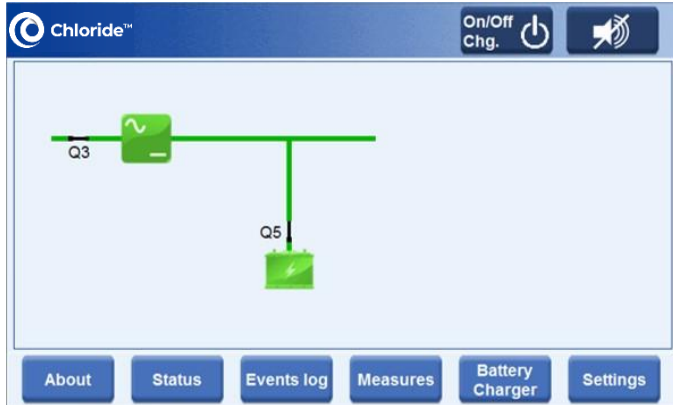 Chloride™
On/Off
Chg.
Q3
Q5
About
Status
Events log
Measures
Battery
Charger
Settings